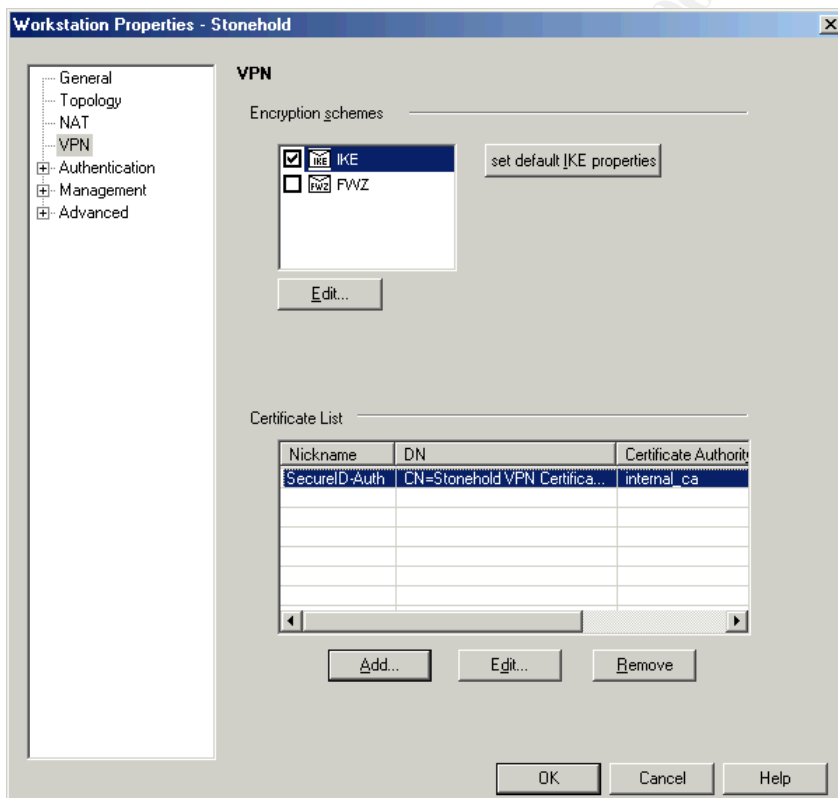 Workstation Properties - Stonehold
General
Topology
NAT
VPN
Authentication
Management
Advanced
VPN
Encryption schemes
IKE IKE
FWZ FWZ
set default IKE properties
Edit...
Certificate List
Nickname DN Certificate Authority
SecureID-Auth CN=Stonehold VPN Certifica... internal_ca
Add... Edit... Remove
OK Cancel Help